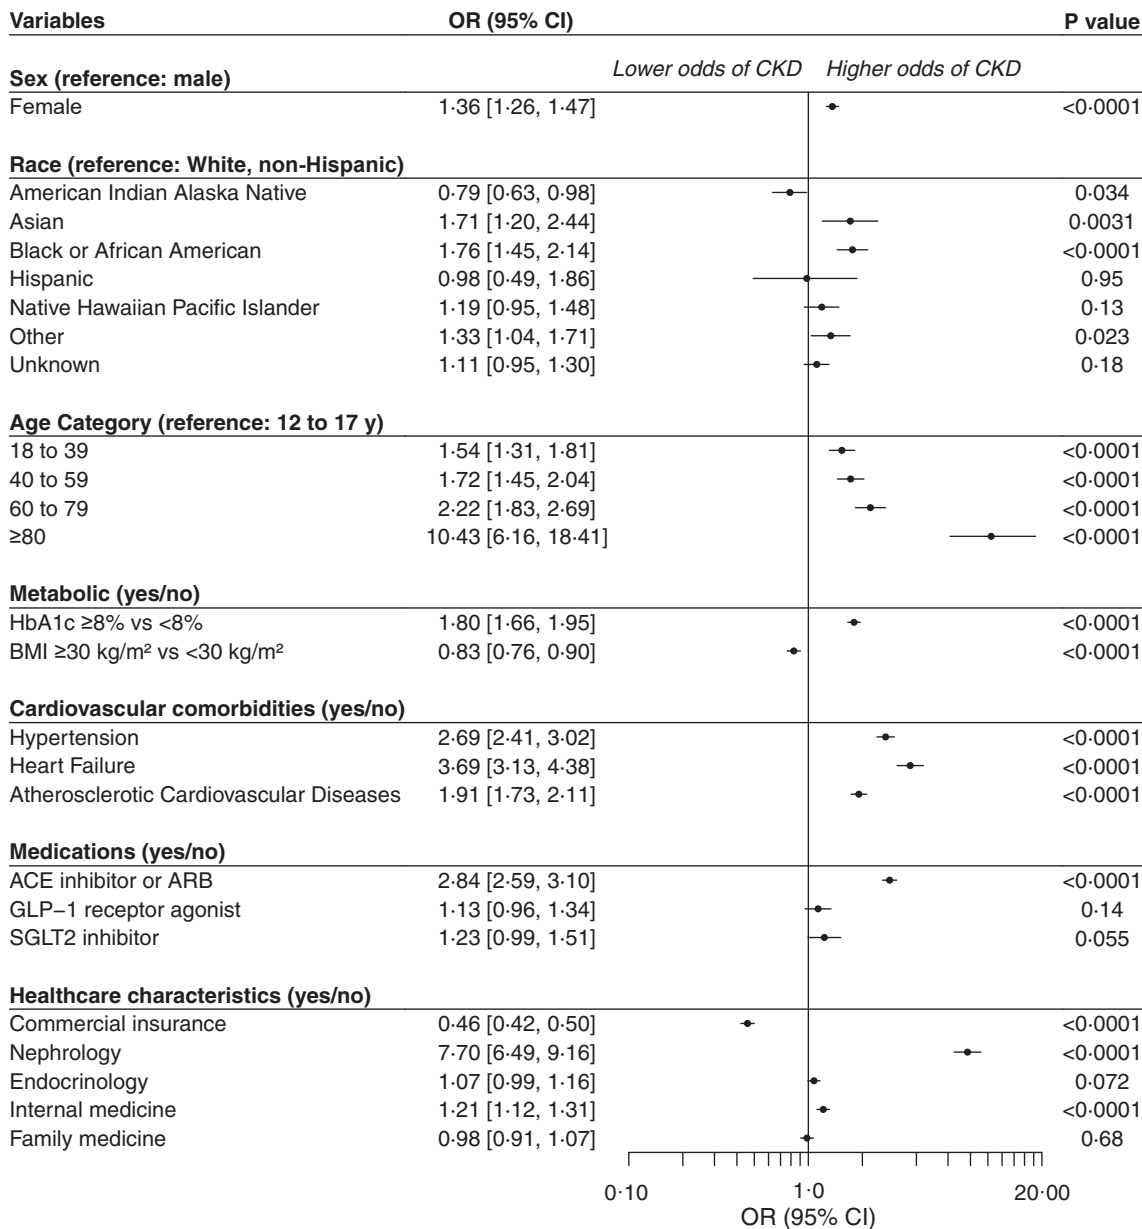 Variables OR (95% CI) P value
Lower odds of CKD Higher odds of CKD
Sex (reference: male)
Female 1·36 [1·26, 1·47] <0·0001
Race (reference: White, non-Hispanic)
American Indian Alaska Native 0·79 [0·63, 0·98] 0·034
Asian 1·71 [1·20, 2·44] 0·0031
Black or African American 1·76 [1·45, 2·14] <0·0001
Hispanic 0·98 [0·49, 1·86] 0·95
Native Hawaiian Pacific Islander 1·19 [0·95, 1·48] 0·13
Other 1·33 [1·04, 1·71] 0·023
Unknown 1·11 [0·95, 1·30] 0·18
Age Category (reference: 12 to 17 y)
18 to 39 1·54 [1·31, 1·81] <0·0001
40 to 59 1·72 [1·45, 2·04] <0·0001
60 to 79 2·22 [1·83, 2·69] <0·0001
≥80 10·43 [6·16, 18·41] <0·0001
Metabolic (yes/no)
HbA1c ≥8% vs <8% 1·80 [1·66, 1·95] <0·0001
BMI ≥30 kg/m² vs <30 kg/m² 0·83 [0·76, 0·90] <0·0001
Cardiovascular comorbidities (yes/no)
Hypertension 2·69 [2·41, 3·02] <0·0001
Heart Failure 3·69 [3·13, 4·38] <0·0001
Atherosclerotic Cardiovascular Diseases 1·91 [1·73, 2·11] <0·0001
Medications (yes/no)
ACE inhibitor or ARB 2·84 [2·59, 3·10] <0·0001
GLP−1 receptor agonist 1·13 [0·96, 1·34] 0·14
SGLT2 inhibitor 1·23 [0·99, 1·51] 0·055
Healthcare characteristics (yes/no)
Commercial insurance 0·46 [0·42, 0·50] <0·0001
Nephrology 7·70 [6·49, 9·16] <0·0001
Endocrinology 1·07 [0·99, 1·16] 0·072
Internal medicine 1·21 [1·12, 1·31] <0·0001
Family medicine 0·98 [0·91, 1·07] 0·68
0·10 1·0 20·00
OR (95% CI)